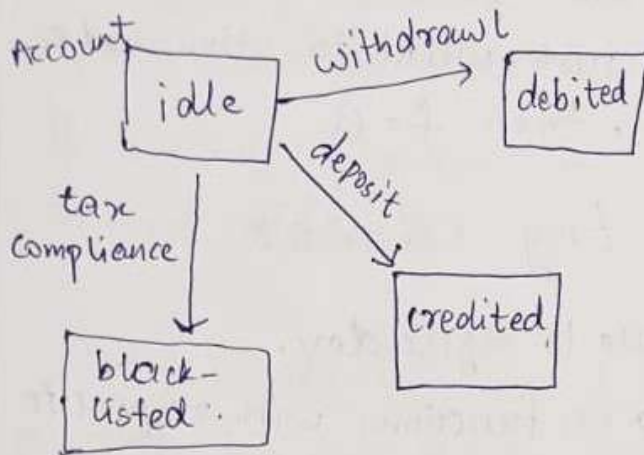 Account
withdrawl
idle
debited
deposit
tax
compliance
credited.
black-
listed.